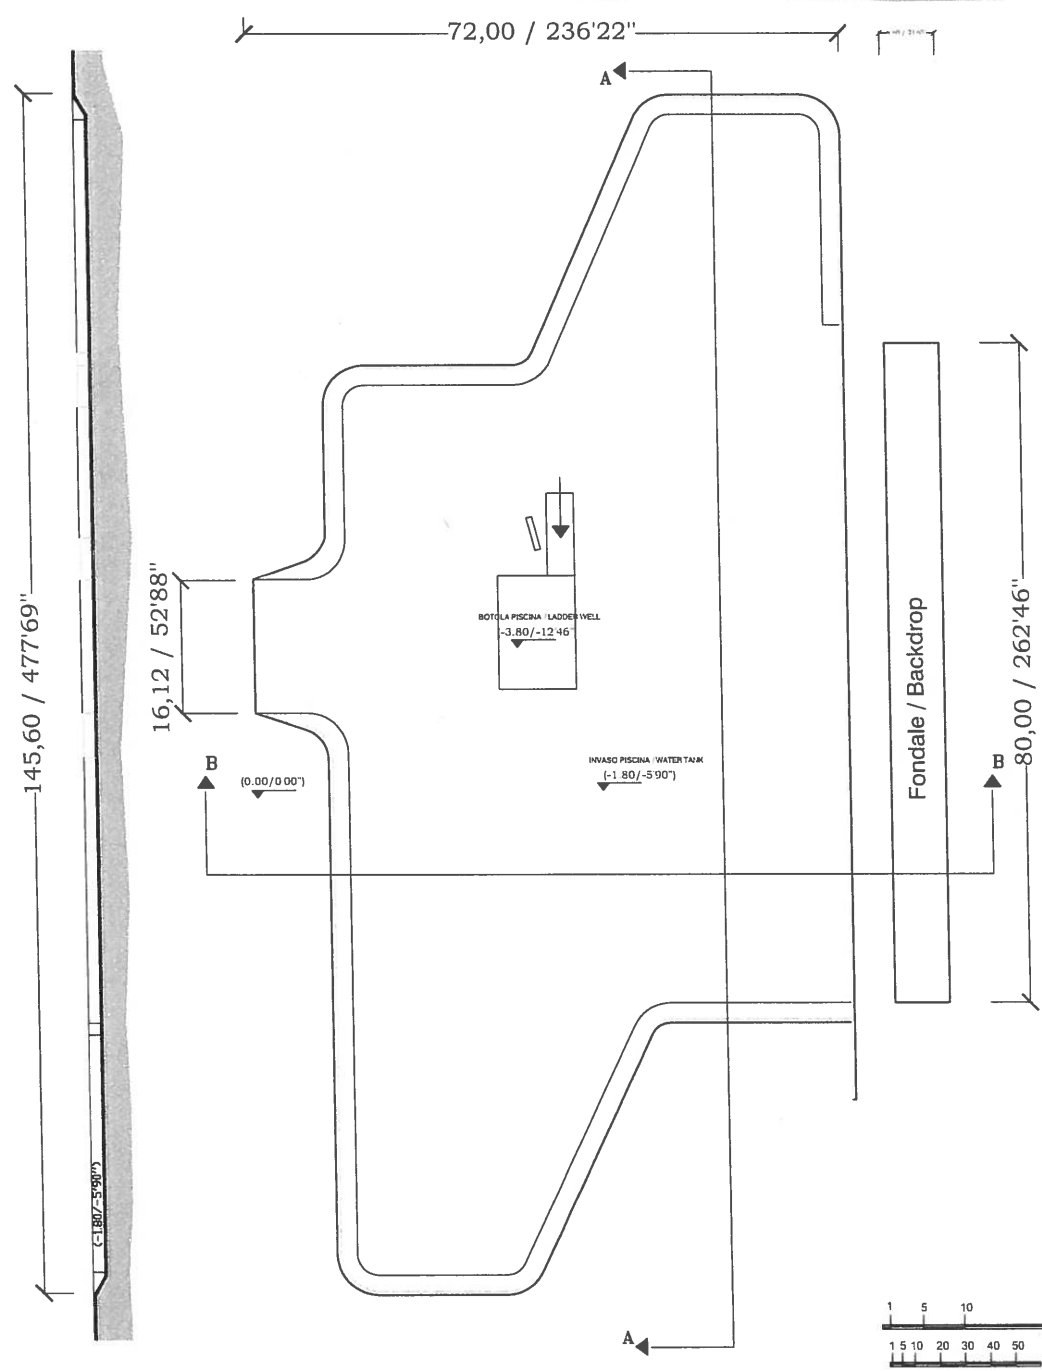 72,00 / 236'22"
A
145,60 / 477'69"
16,12 / 52'88"
BOTOLA PISCINA / LADDER WELL
(-3.80/-12'46"
Fondale / Backdrop
80,00 / 262'46"
INVASO PISCINA / WATER TANK
(-1.80/-5'90")
B
(0.00/0'00")
B
(-1.80/-5'90")
A
1 5 10
1 5 10 20 30 40 50